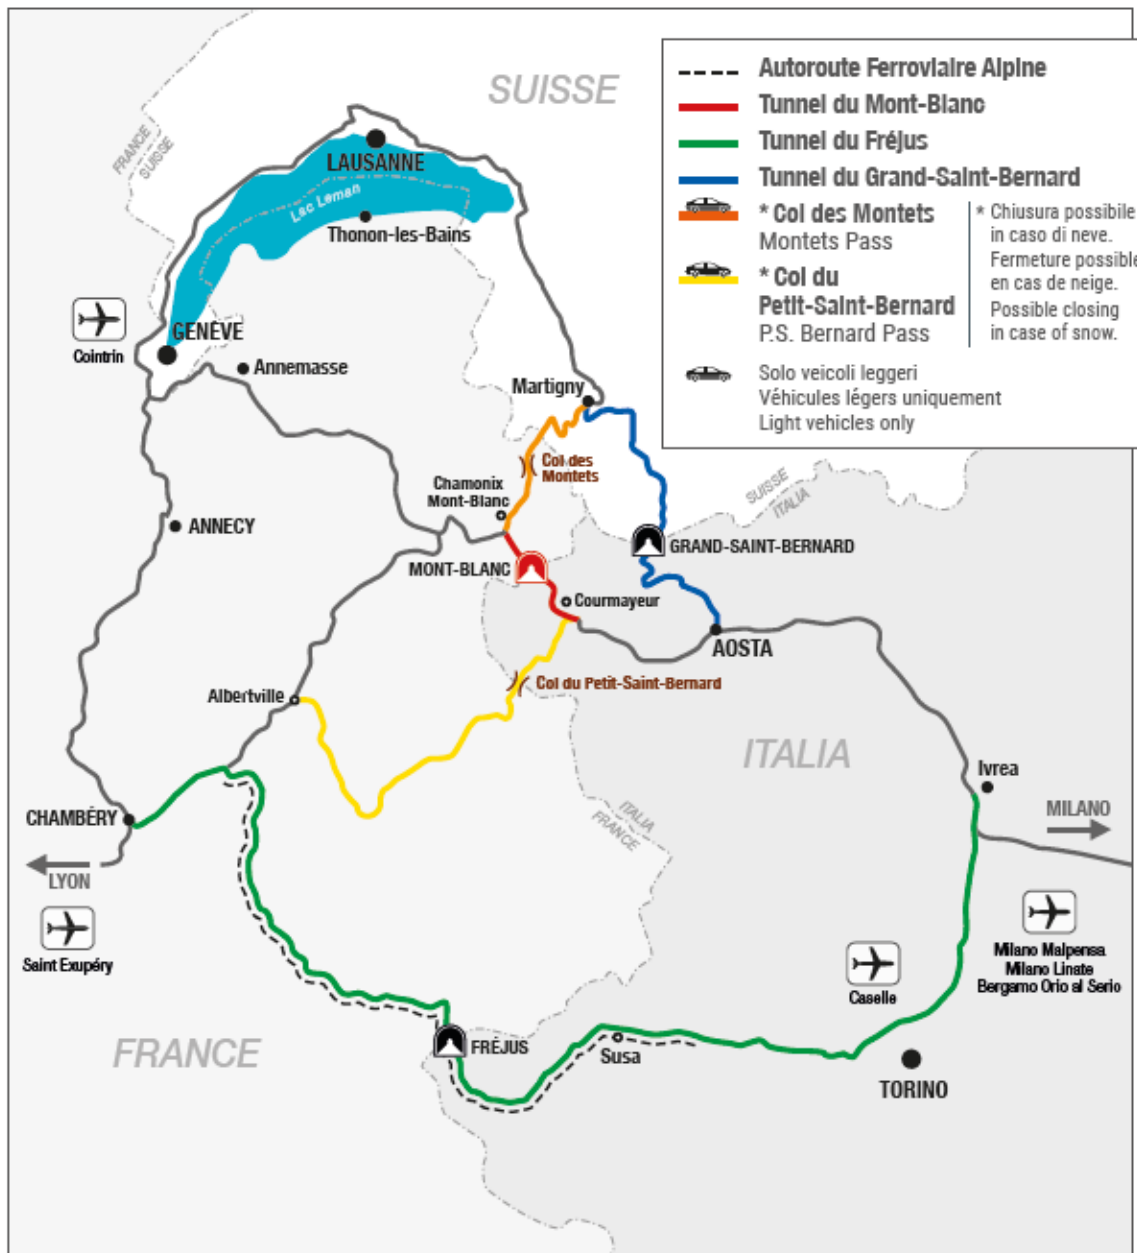 SUISSE
Autoroute Ferroviaire Alpine
Tunnel du Mont-Blanc
Tunnel du Fréjus
Tunnel du Grand-Saint-Bernard
* Col des Montets
Montets Pass
* Col du
Petit-Saint-Bernard
P.S. Bernard Pass
* Chiusura possibile
in caso di neve.
Fermeture possible
en cas de neige.
Possible closing
in case of snow.
Solo veicoli leggeri
Véhicules légers uniquement
Light vehicles only
FRANCE
SUISSE
LAUSANNE
Lac Leman
Thonon-les-Bains
GENÈVE
Cointrin
Annemasse
Martigny
Col des
Montets
Chamonix
Mont-Blanc
SUISSE
ITALIA
ANNECY
GRAND-SAINT-BERNARD
MONT-BLANC
Courmayeur
AOSTA
Albertville
Col du Petit-Saint-Bernard
ITALIA
Ivrea
MILANO
ITALIA
FRANCE
CHAMBÉRY
LYON
Saint Exupéry
Milano Malpensa
Milano Linate
Bergamo Orio al Serio
Caselle
FRANCE
FRÉJUS
Susa
TORINO